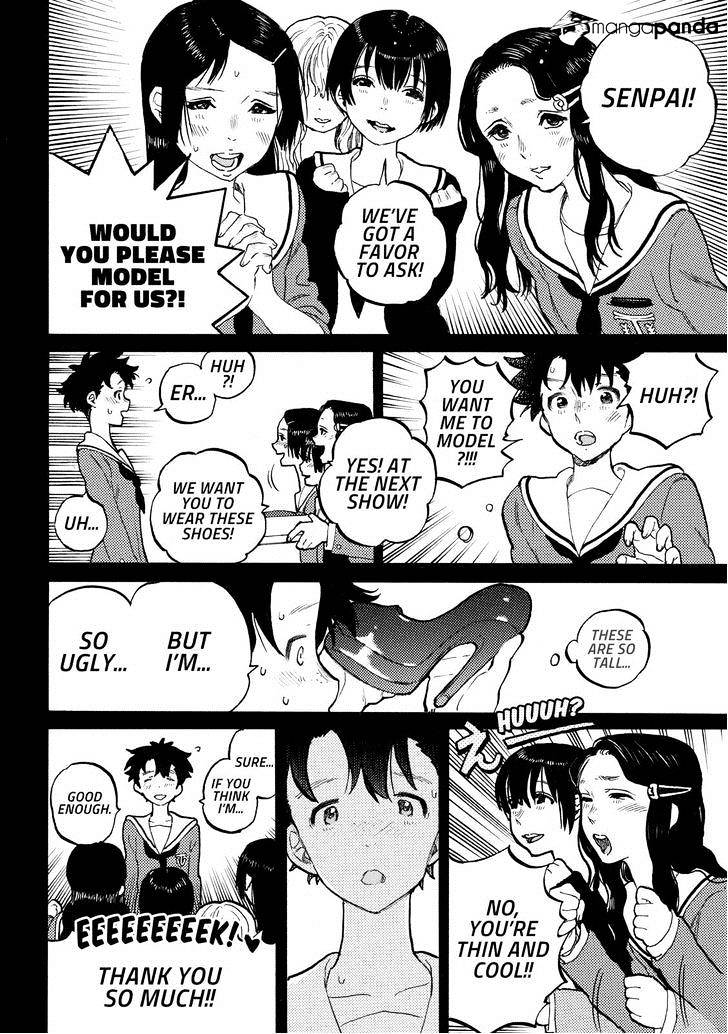 mangapanda
SENPAI!
WE'VE
GOT A
FAVOR
TO ASK!
WOULD
YOU PLEASE
MODEL
FOR US?!
HUH?!
YOU
WANT
ME TO
MODEL
?!!!
YES! AT
THE NEXT
SHOW!
HUH
?!
ER...
WE WANT
YOU TO
WEAR THESE
SHOES!
UH...
THESE
ARE SO
TALL...
BUT
I'M...
SO
UGLY...
HUUUH?
え
NO,
YOU'RE
THIN AND
COOL!!
SURE...
IF YOU
THINK
I'M...
GOOD
ENOUGH.
EEEEEEEEEK!
THANK YOU
SO MUCH!!